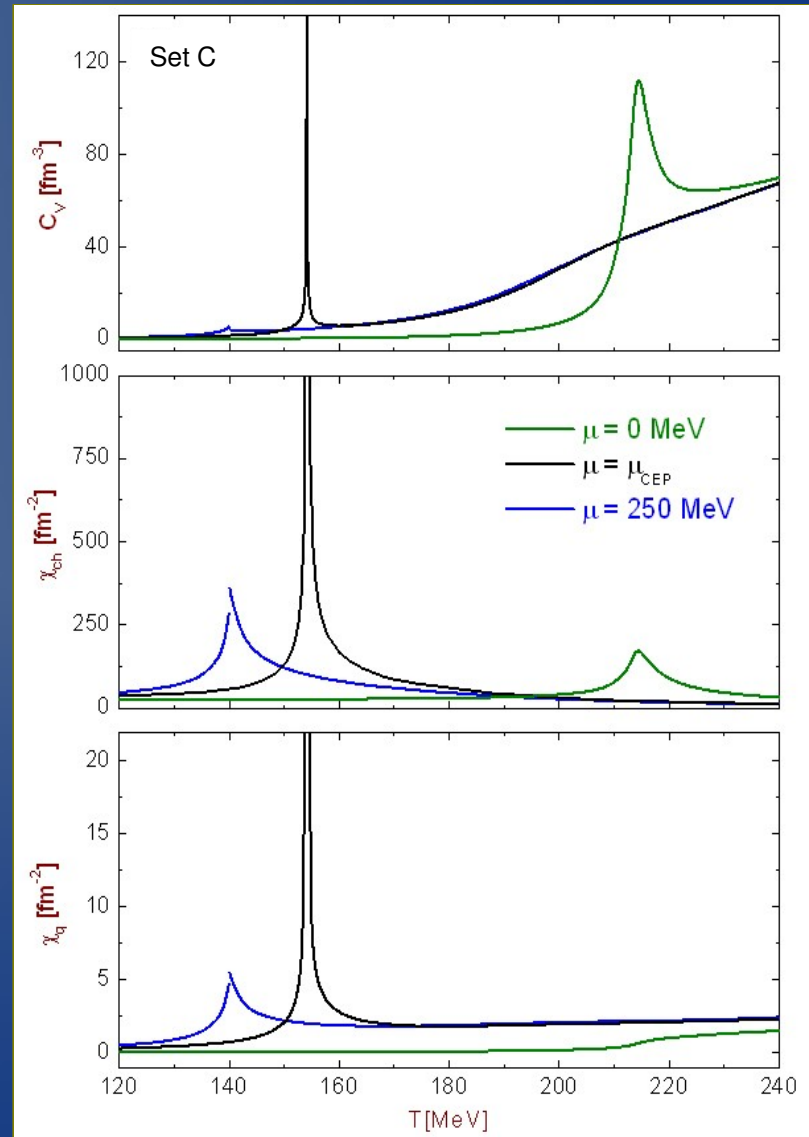 Set C
120
80
40
0
C_V [fm⁻³]
1000
750
500
250
0
χ_ch [fm⁻²]
μ = 0 MeV
μ = μ_CEP
μ = 250 MeV
20
15
10
5
0
χ_q [fm⁻²]
120 140 160 180 200 220 240
T[MeV]